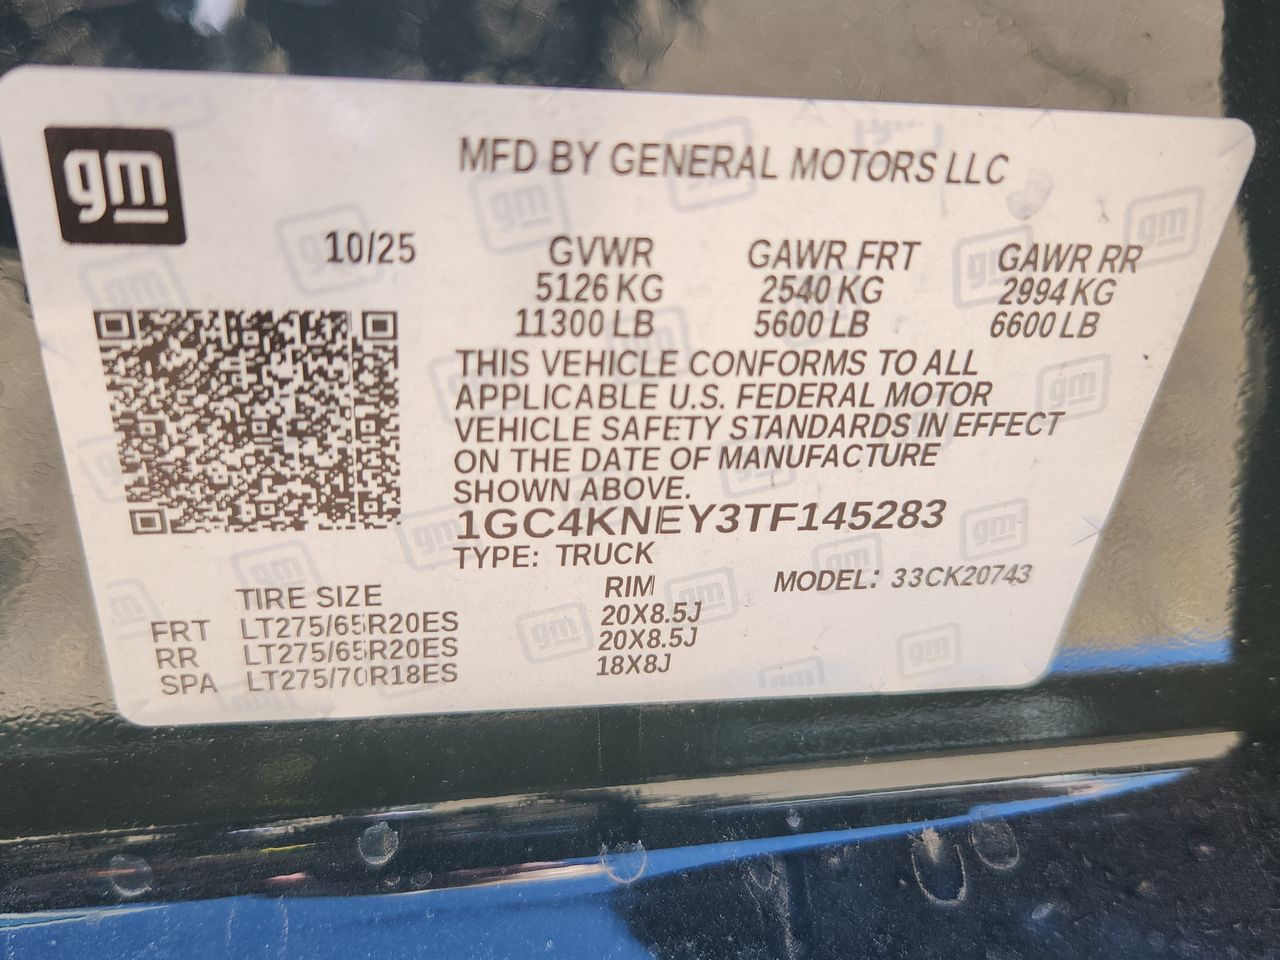 gm
MFD BY GENERAL MOTORS LLC
10/25 GVWR GAWR FRT GAWR RR
5126 KG 2540 KG 2994 KG
11300 LB 5600 LB 6600 LB
THIS VEHICLE CONFORMS TO ALL
APPLICABLE U.S. FEDERAL MOTOR
VEHICLE SAFETY STANDARDS IN EFFECT
ON THE DATE OF MANUFACTURE
SHOWN ABOVE.
1GC4KNEY3TF145283
TYPE: TRUCK
MODEL: 33CK20743
TIRE SIZE RIM
FRT LT275/65R20ES 20X8.5J
RR LT275/65R20ES 20X8.5J
SPA LT275/70R18ES 18X8J